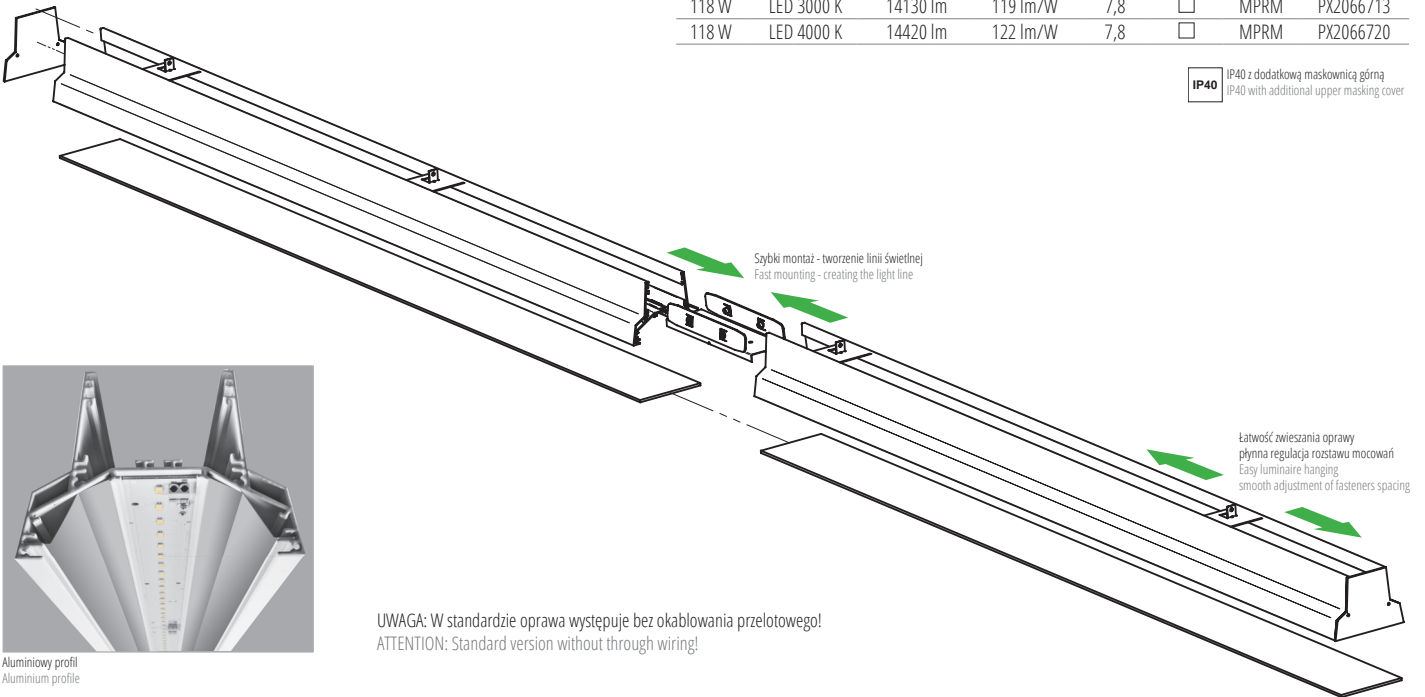 118 W LED 3000 K 14130 lm 119 lm/W 7,8 MPRM PX2066713
118 W LED 4000 K 14420 lm 122 lm/W 7,8 MPRM PX2066720
IP40 IP40 z dodatkową maskownicą górną
IP40 with additional upper masking cover
Szybki montaż - tworzenie linii świetlnej
Fast mounting - creating the light line
Łatwość zwieszania oprawy
płynna regulacja rozstawu mocowań
Easy luminaire hanging
smooth adjustment of fasteners spacing
UWAGA: W standardzie oprawa występuje bez okablowania przelotowego!
ATTENTION: Standard version without through wiring!
Aluminiowy profil
Aluminium profile